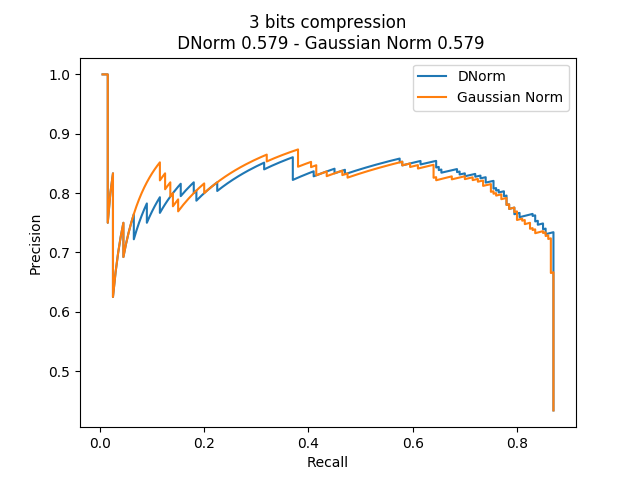 3 bits compression
DNorm 0.579 - Gaussian Norm 0.579
DNorm
Gaussian Norm
1.0
0.9
0.8
0.7
0.6
0.5
Precision
0.0 0.2 0.4 0.6 0.8
Recall